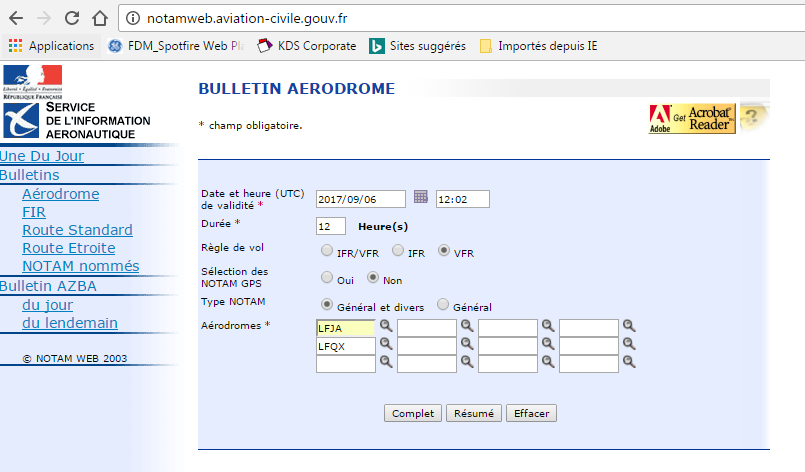 notamweb.aviation-civile.gouv.fr
Applications FDM_Spotfire Web Pl KDS Corporate Sites suggérés Importés depuis IE
Liberté • Égalité • Fraternité
RÉPUBLIQUE FRANÇAISE
SERVICE
DE L'INFORMATION
AERONAUTIQUE
Une Du Jour
Bulletins
Aérodrome
FIR
Route Standard
Route Etroite
NOTAM nommés
Bulletin AZBA
du jour
du lendemain
© NOTAM WEB 2003
BULLETIN AERODROME
* champ obligatoire.
Adobe Get Acrobat Reader
?
Date et heure (UTC)
de validité * 2017/09/06 12:02
Durée * 12 Heure(s)
Règle de vol IFR/VFR IFR VFR
Sélection des
NOTAM GPS Oui Non
Type NOTAM Général et divers Général
Aérodromes * LFJA
LFQX
Complet Résumé Effacer